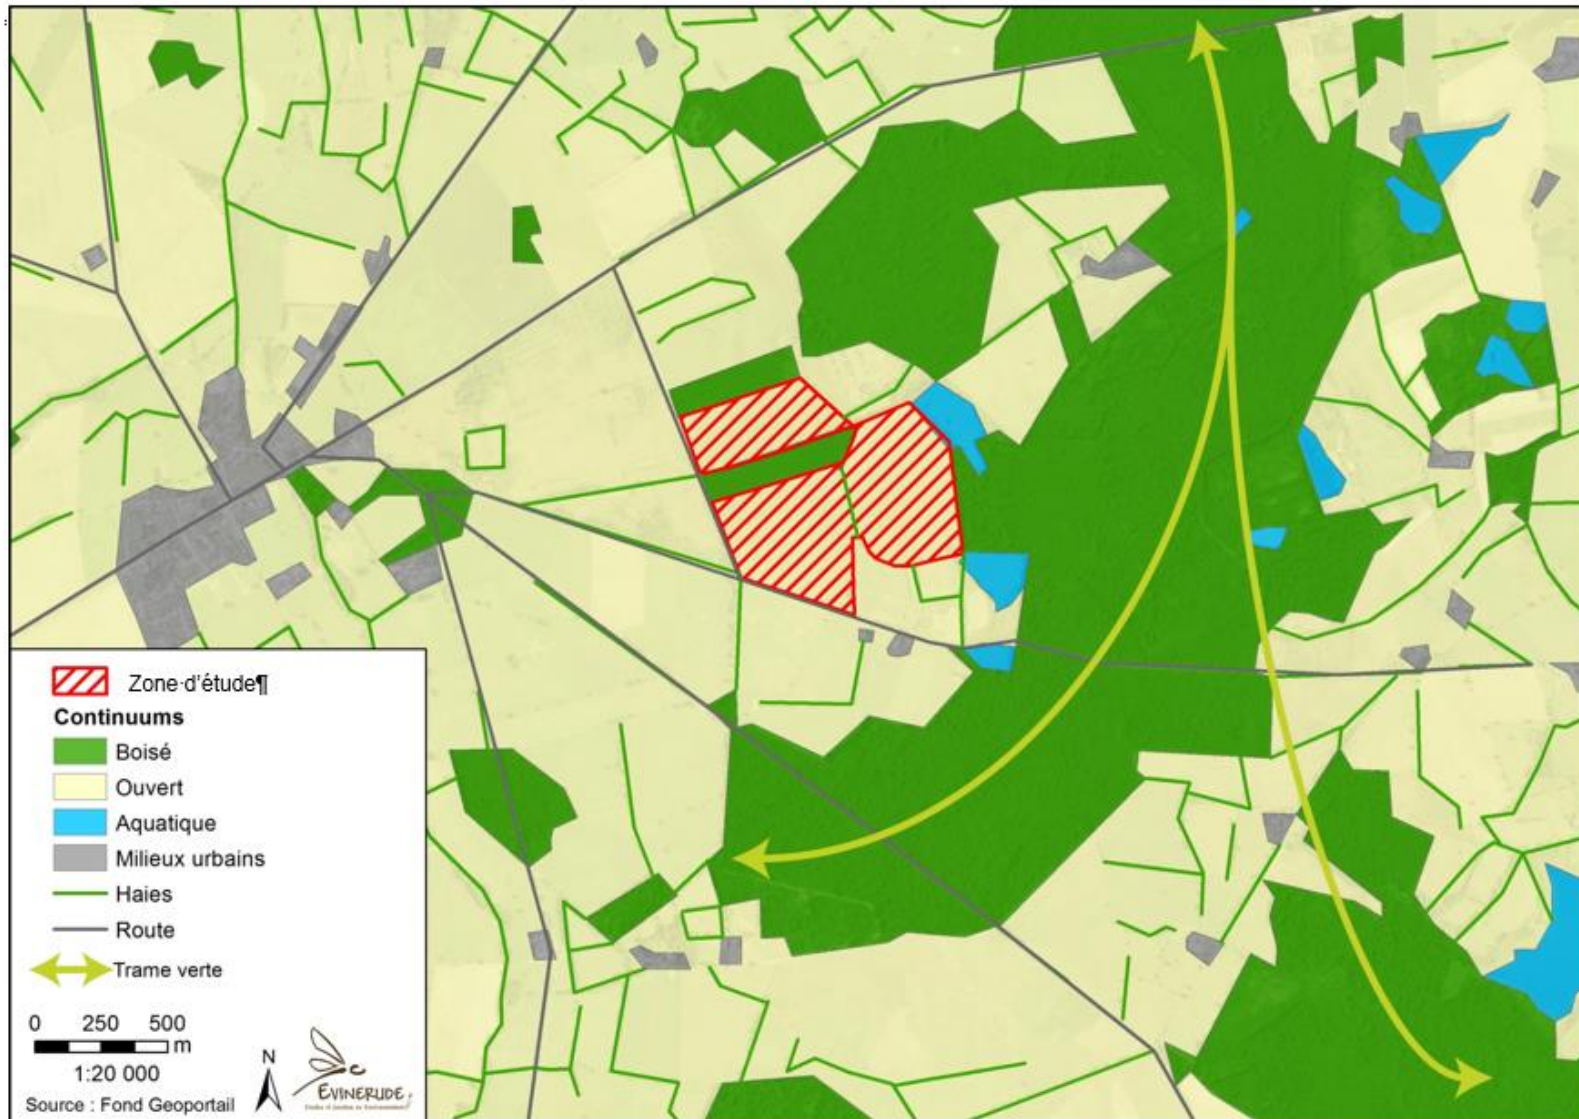 Zone·d'étude¶
Continuums
Boisé
Ouvert
Aquatique
Milieux urbains
Haies
Route
Trame verte
0 250 500
m
1:20 000
N
EVINERUDE
Source : Fond Geoportail